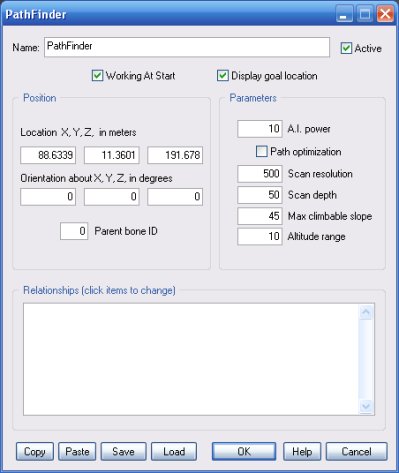 PathFinder
Name: PathFinder Active
Working At Start Display goal location
Position
Location X, Y, Z, in meters
88.6339 11.3601 191.678
Orientation about X, Y, Z, in degrees
0 0 0
0 Parent bone ID
Parameters
10 A.I. power
Path optimization
500 Scan resolution
50 Scan depth
45 Max climbable slope
10 Altitude range
Relationships (click items to change)
Copy Paste Save Load OK Help Cancel